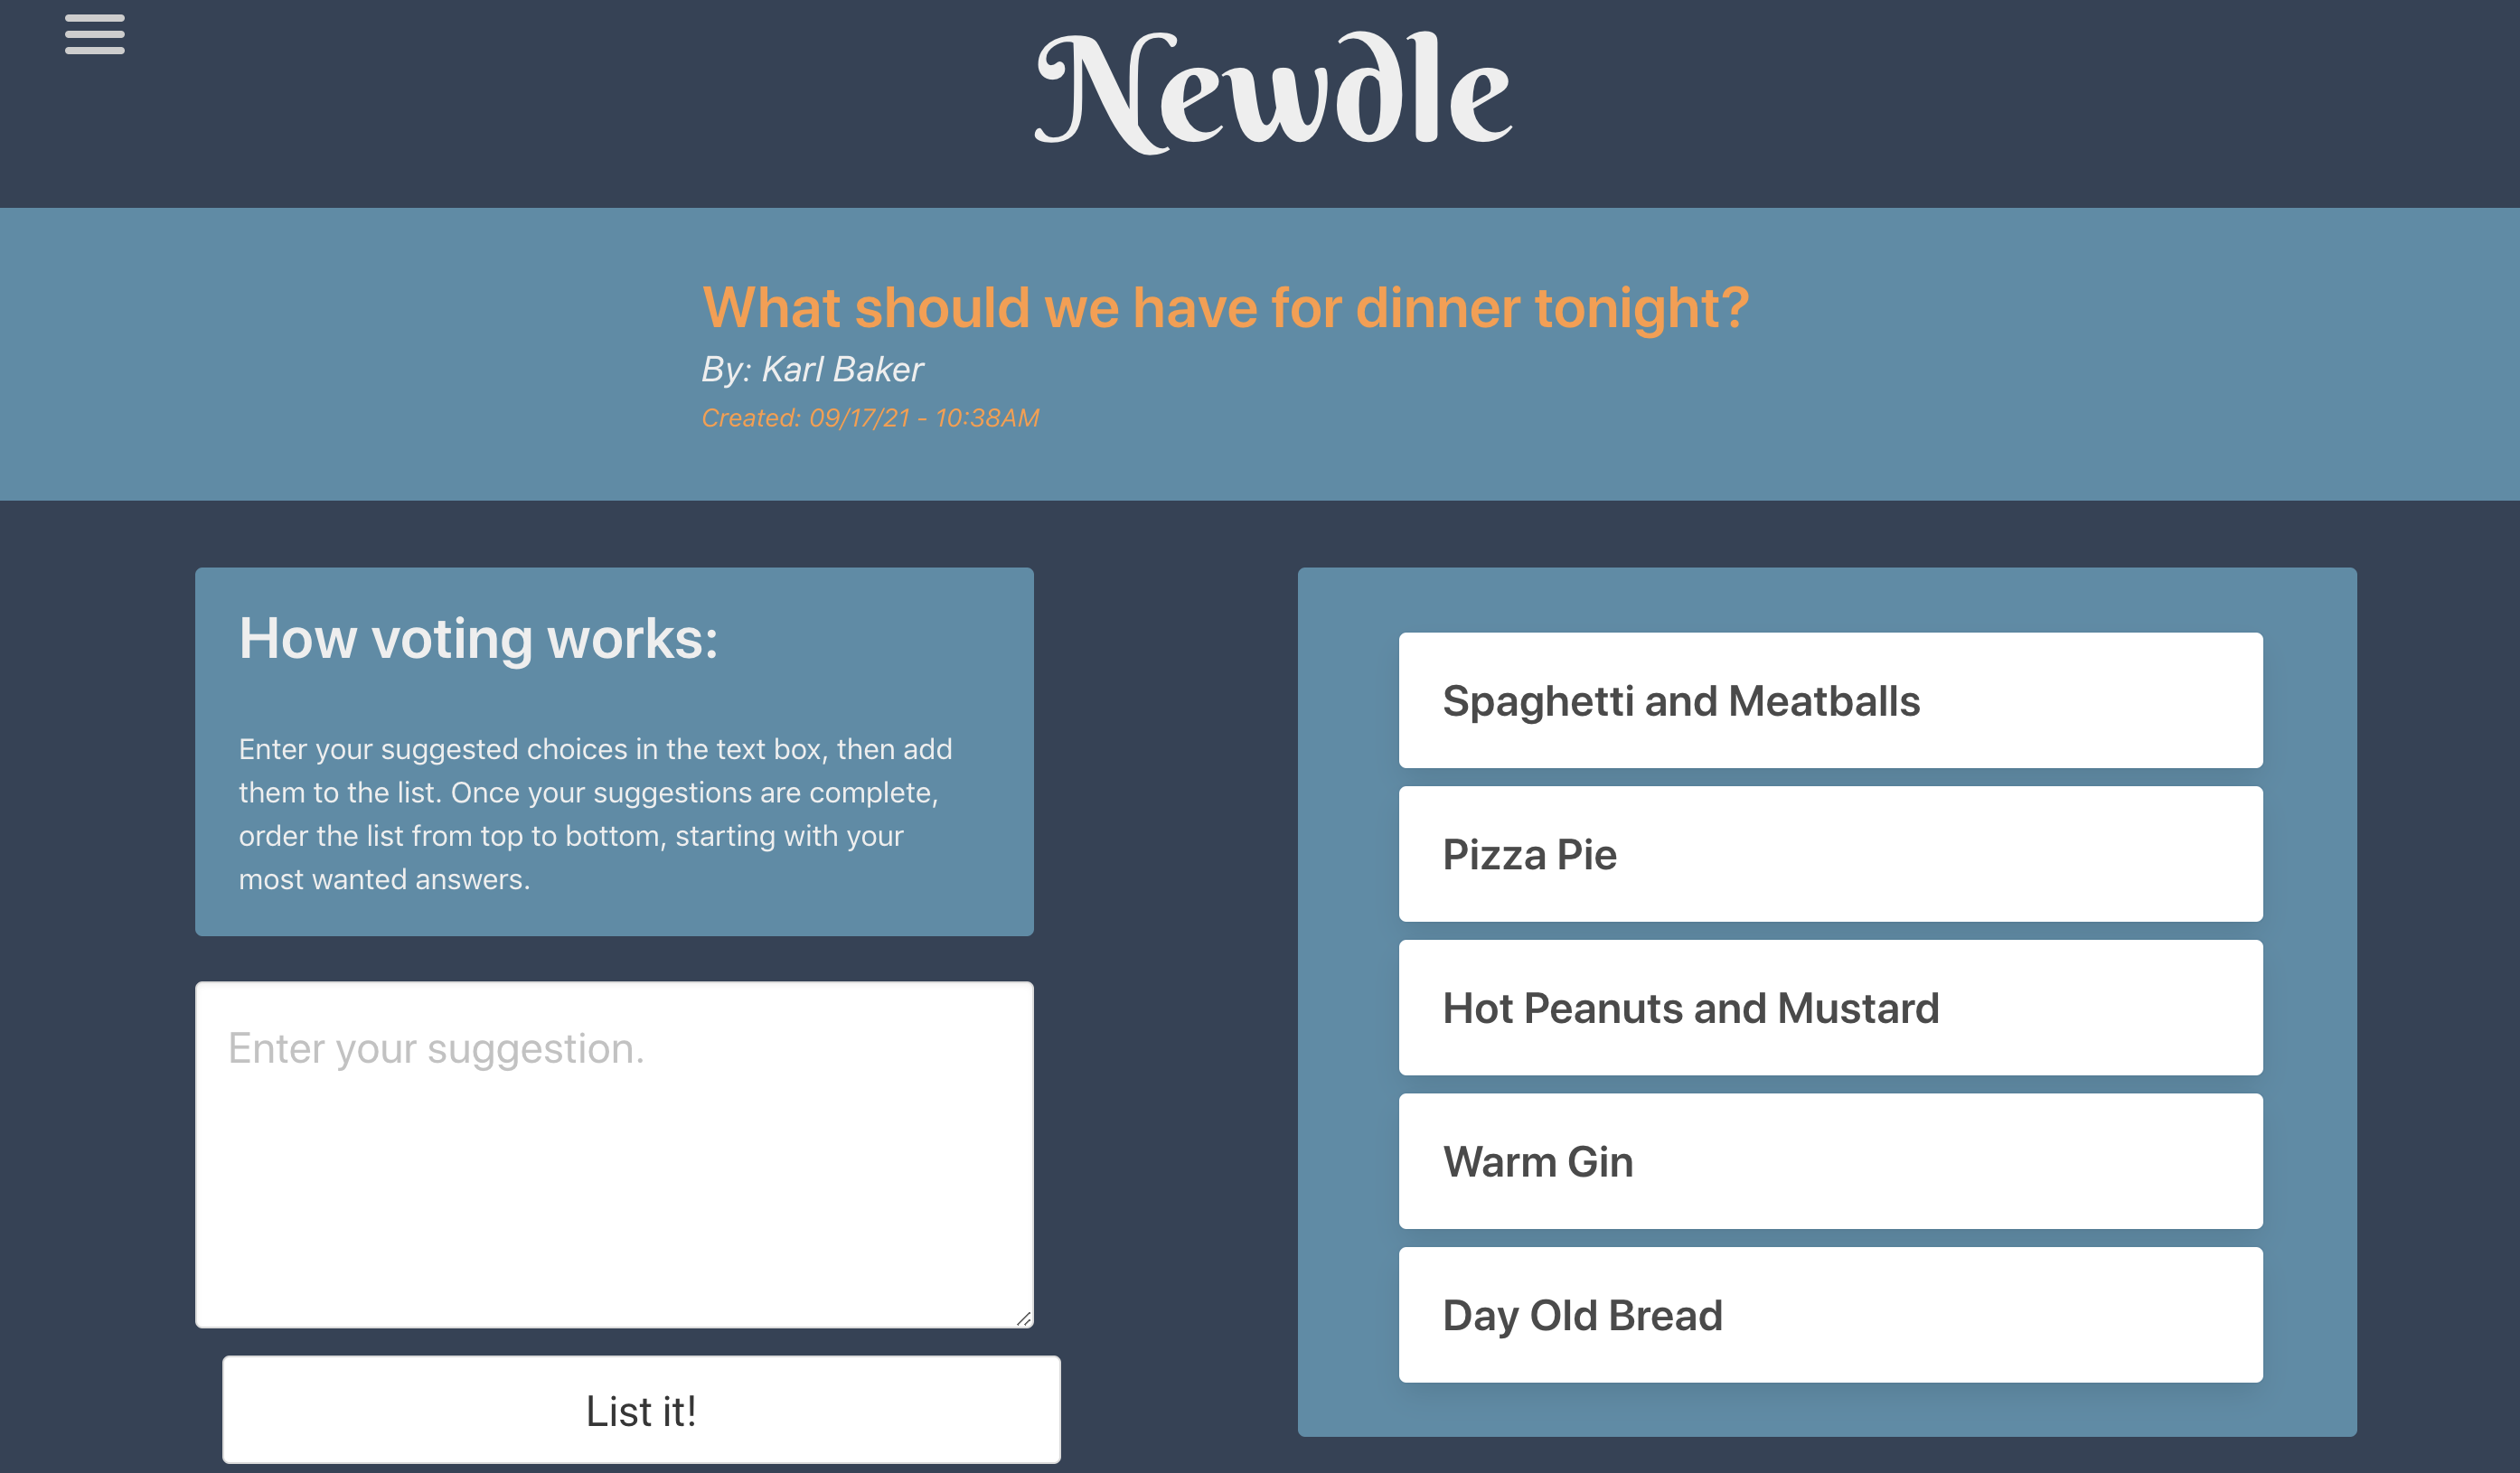 Newdle
What should we have for dinner tonight?
By: Karl Baker
Created: 09/17/21 - 10:38AM
How voting works:
Enter your suggested choices in the text box, then add
them to the list. Once your suggestions are complete,
order the list from top to bottom, starting with your
most wanted answers.
Enter your suggestion.
List it!
Spaghetti and Meatballs
Pizza Pie
Hot Peanuts and Mustard
Warm Gin
Day Old Bread